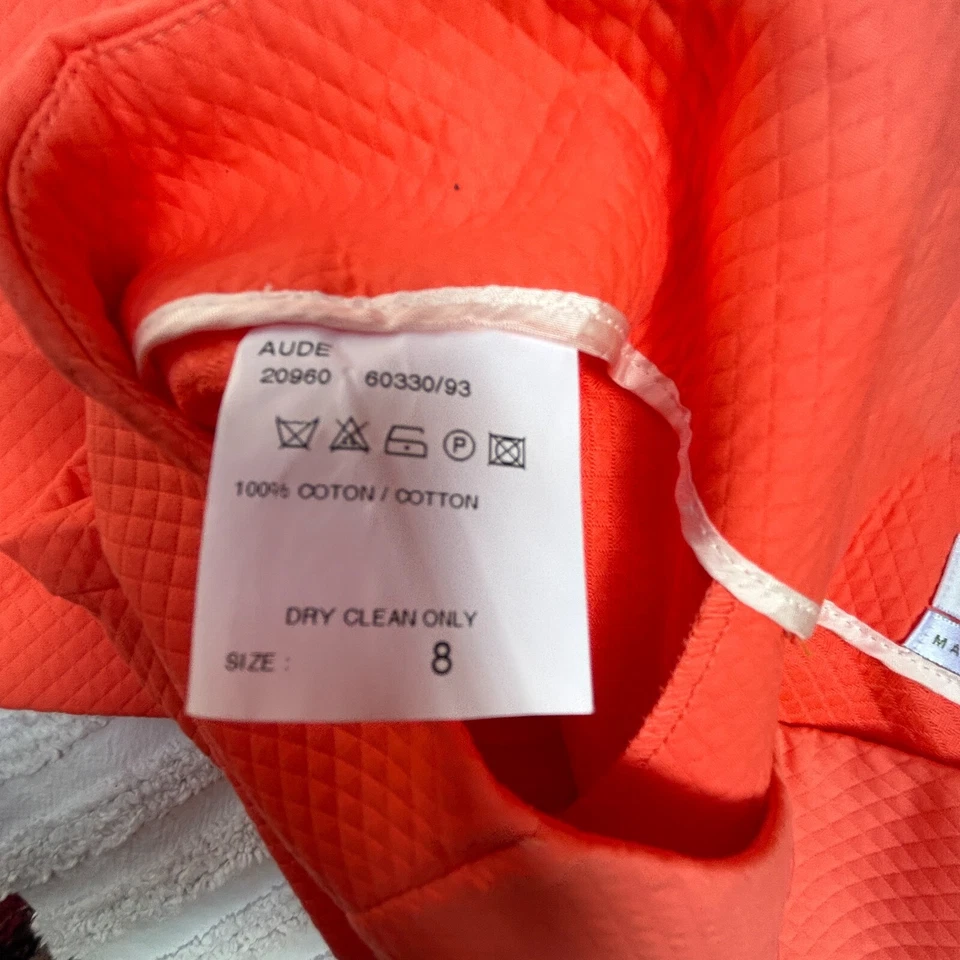 AUDE
20960 60330/93
P
100% COTON / COTTON
DRY CLEAN ONLY
SIZE : 8